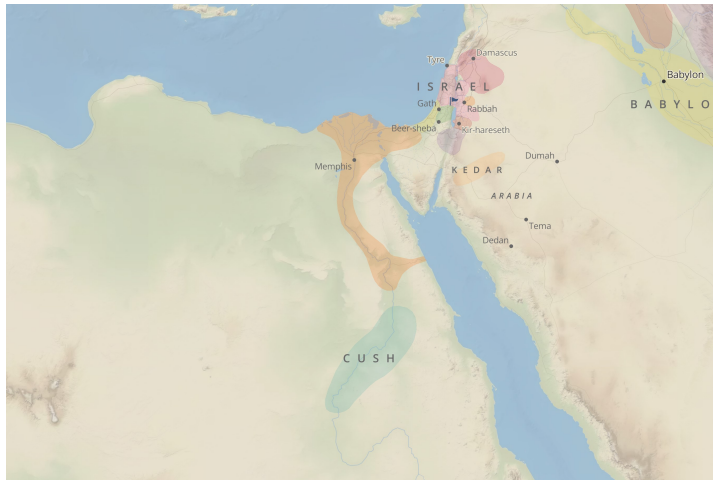 Tyre
Damascus
ISRAEL
Babylon
Gath
Rabbah
BABYLO
Beer-sheba
Kir-hareseth
Memphis
Dumah
KEDAR
ARABIA
Tema
Dedan
CUSH